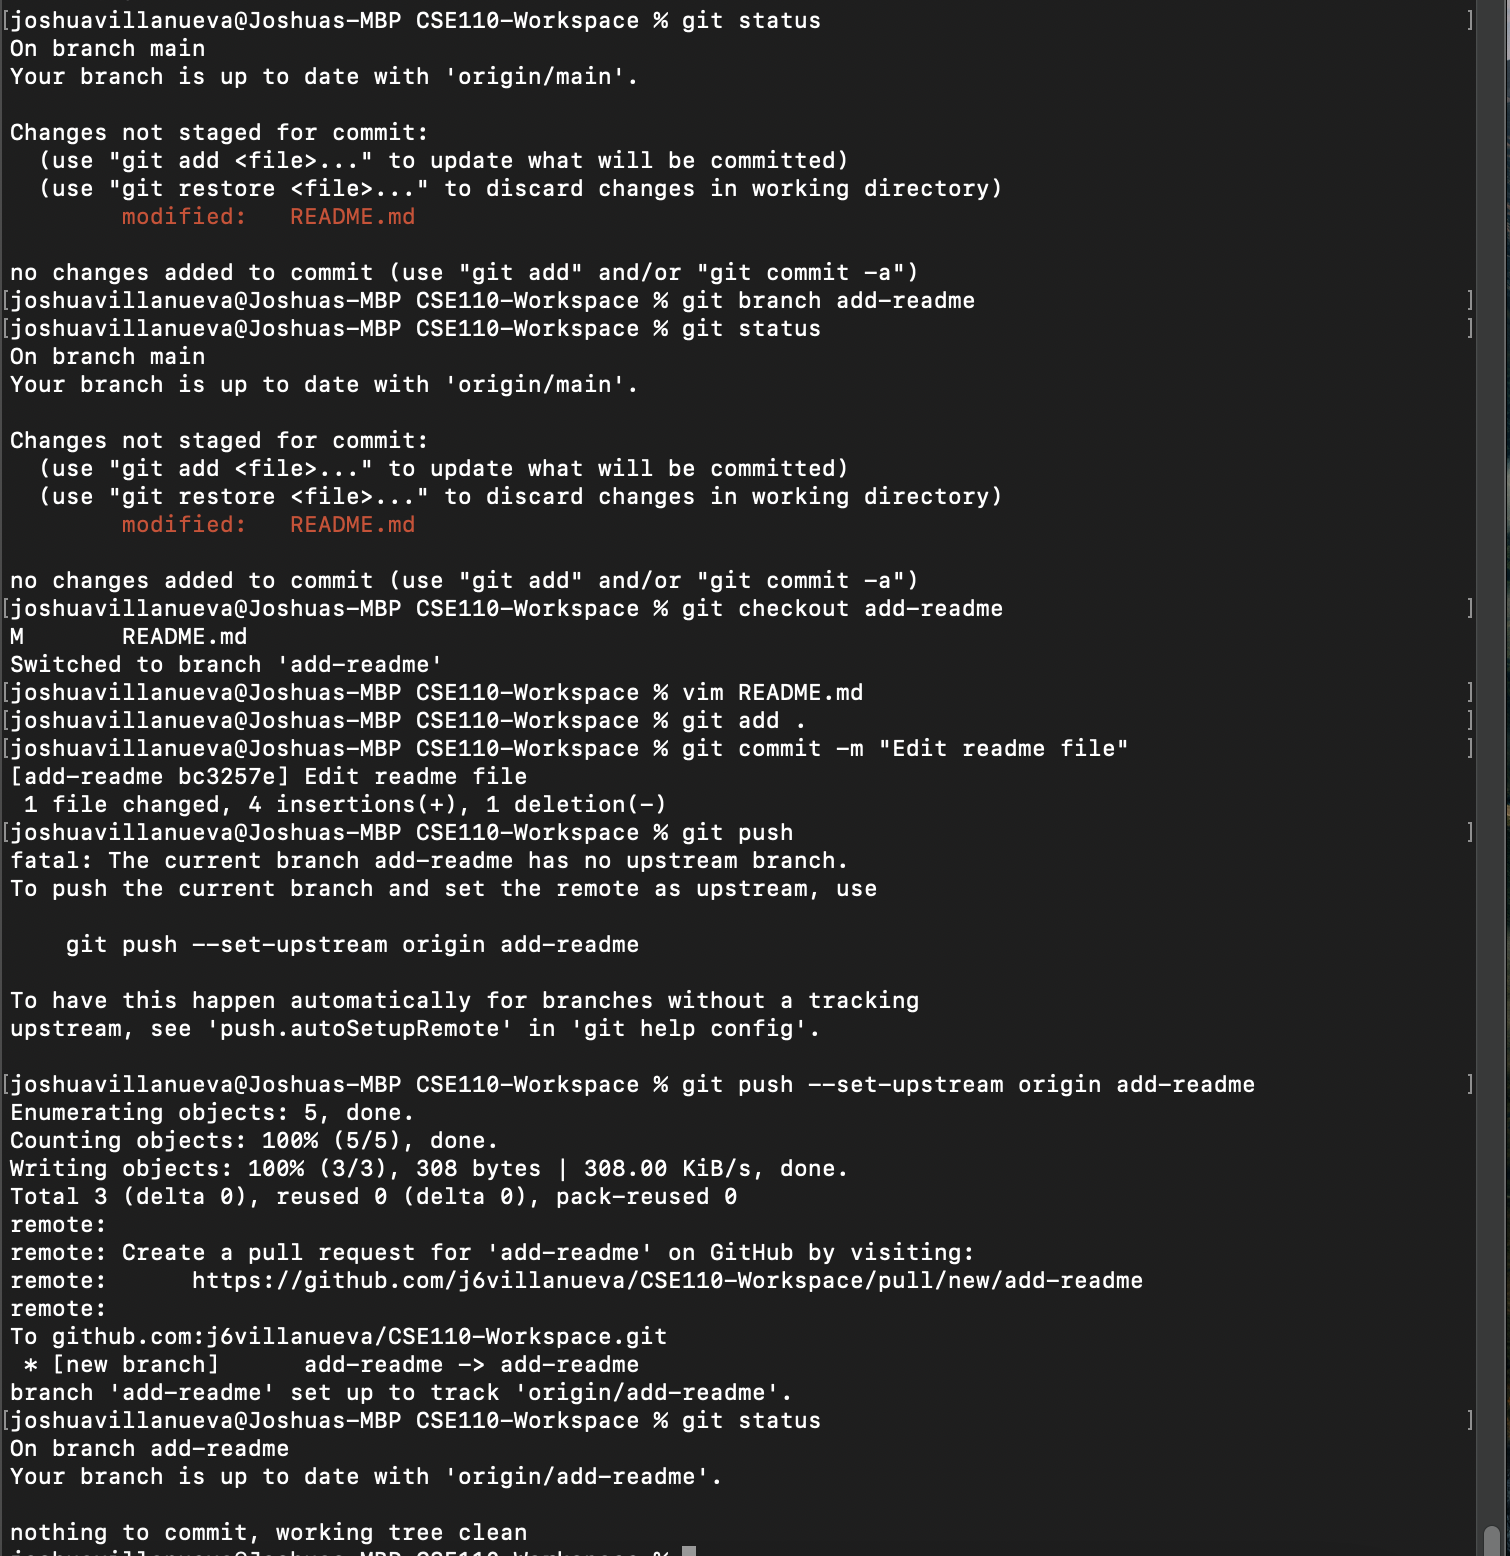 [joshuavillanueva@Joshuas-MBP CSE110-Workspace % git status ]
On branch main
Your branch is up to date with 'origin/main'.

Changes not staged for commit:
  (use "git add <file>..." to update what will be committed)
  (use "git restore <file>..." to discard changes in working directory)
        modified:   README.md

no changes added to commit (use "git add" and/or "git commit -a")
[joshuavillanueva@Joshuas-MBP CSE110-Workspace % git branch add-readme ]
[joshuavillanueva@Joshuas-MBP CSE110-Workspace % git status ]
On branch main
Your branch is up to date with 'origin/main'.

Changes not staged for commit:
  (use "git add <file>..." to update what will be committed)
  (use "git restore <file>..." to discard changes in working directory)
        modified:   README.md

no changes added to commit (use "git add" and/or "git commit -a")
[joshuavillanueva@Joshuas-MBP CSE110-Workspace % git checkout add-readme ]
M       README.md
Switched to branch 'add-readme'
[joshuavillanueva@Joshuas-MBP CSE110-Workspace % vim README.md ]
[joshuavillanueva@Joshuas-MBP CSE110-Workspace % git add . ]
[joshuavillanueva@Joshuas-MBP CSE110-Workspace % git commit -m "Edit readme file" ]
[add-readme bc3257e] Edit readme file
 1 file changed, 4 insertions(+), 1 deletion(-)
[joshuavillanueva@Joshuas-MBP CSE110-Workspace % git push ]
fatal: The current branch add-readme has no upstream branch.
To push the current branch and set the remote as upstream, use

    git push --set-upstream origin add-readme

To have this happen automatically for branches without a tracking
upstream, see 'push.autoSetupRemote' in 'git help config'.

[joshuavillanueva@Joshuas-MBP CSE110-Workspace % git push --set-upstream origin add-readme ]
Enumerating objects: 5, done.
Counting objects: 100% (5/5), done.
Writing objects: 100% (3/3), 308 bytes | 308.00 KiB/s, done.
Total 3 (delta 0), reused 0 (delta 0), pack-reused 0
remote:
remote: Create a pull request for 'add-readme' on GitHub by visiting:
remote:      https://github.com/j6villanueva/CSE110-Workspace/pull/new/add-readme
remote:
To github.com:j6villanueva/CSE110-Workspace.git
 * [new branch]      add-readme -> add-readme
branch 'add-readme' set up to track 'origin/add-readme'.
[joshuavillanueva@Joshuas-MBP CSE110-Workspace % git status ]
On branch add-readme
Your branch is up to date with 'origin/add-readme'.

nothing to commit, working tree clean
joshuavillanueva@Joshuas-MBP CSE110-Workspace %